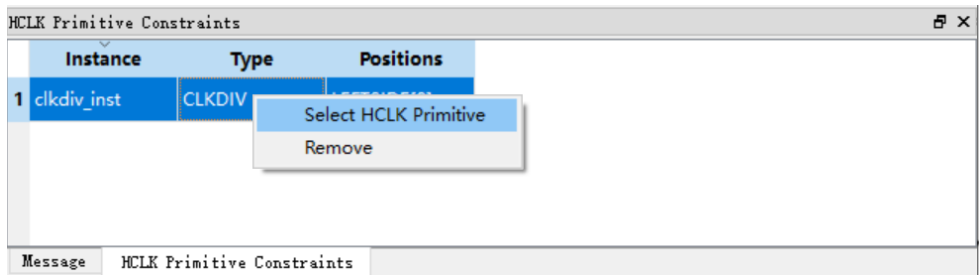 HCLK Primitive Constraints
Instance Type Positions
1 clkdiv_inst CLKDIV
Select HCLK Primitive
Remove
Message HCLK Primitive Constraints